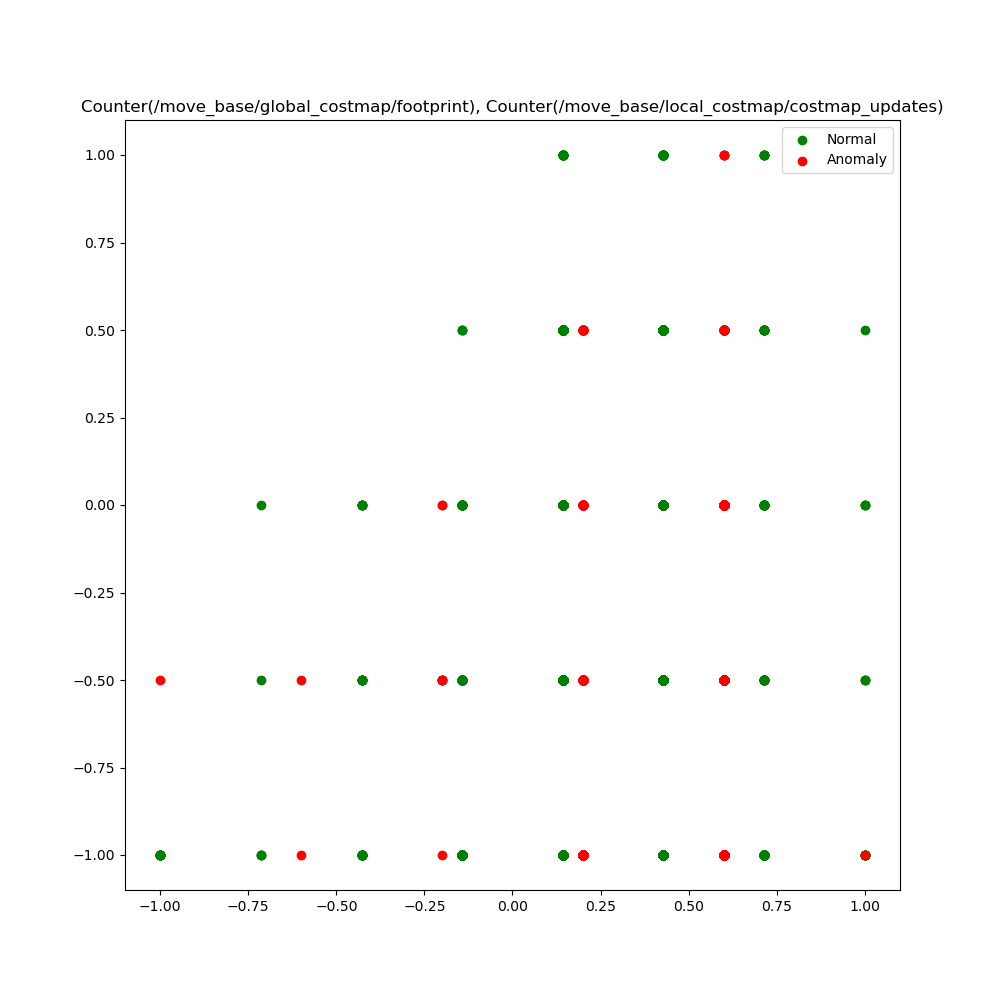 Counter(/move_base/global_costmap/footprint), Counter(/move_base/local_costmap/costmap_updates)
Normal
Anomaly
1.00
0.75
0.50
0.25
0.00
−0.25
−0.50
−0.75
−1.00
−1.00 −0.75 −0.50 −0.25 0.00 0.25 0.50 0.75 1.00